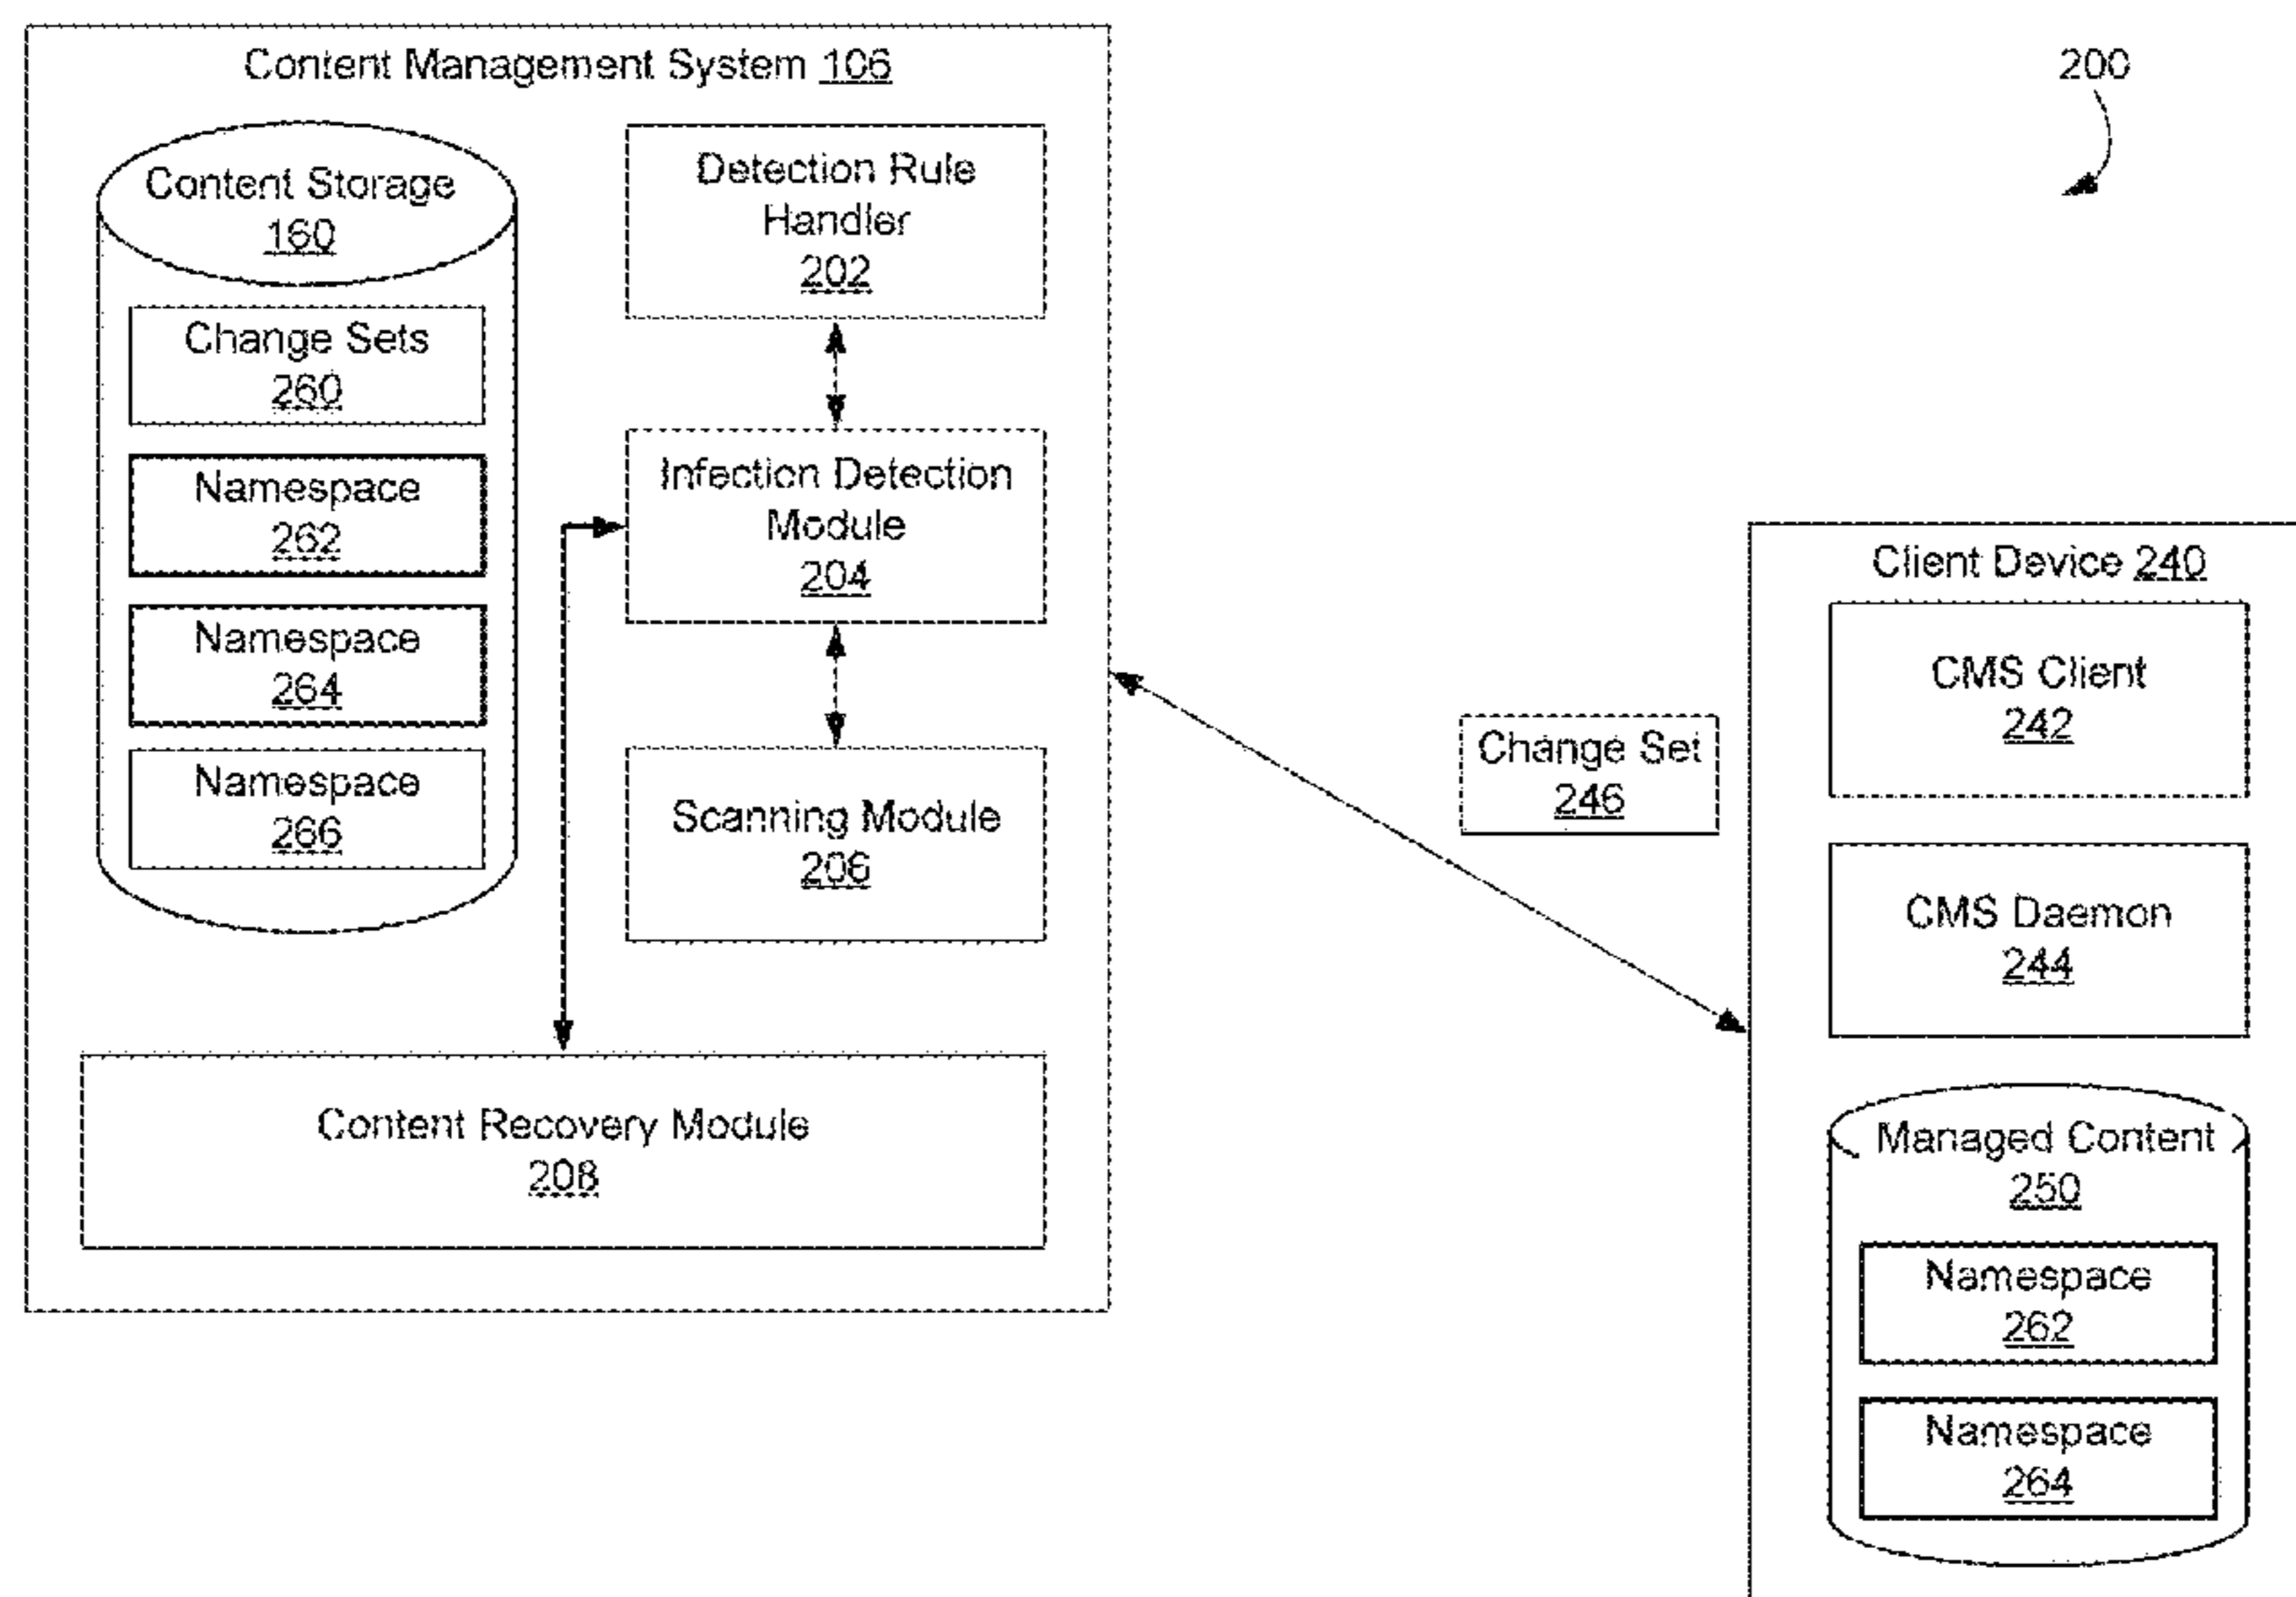 Content Management System 106
200
Content Storage
160
Change Sets
260
Namespace
262
Namespace
264
Namespace
266
Detection Rule
Handler
202
Infection Detection
Module
204
Scanning Module
206
Content Recovery Module
208
Change Set
246
Client Device 240
CMS Client
242
CMS Daemon
244
Managed Content
250
Namespace
262
Namespace
264